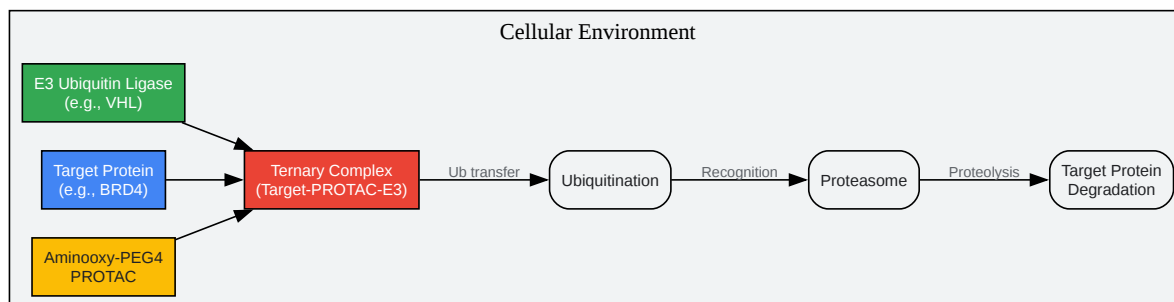 Cellular Environment
E3 Ubiquitin Ligase
(e.g., VHL)
Target Protein
(e.g., BRD4)
Aminooxy-PEG4
PROTAC
Ternary Complex
(Target-PROTAC-E3)
Ub transfer
Ubiquitination
Recognition
Proteasome
Proteolysis
Target Protein
Degradation